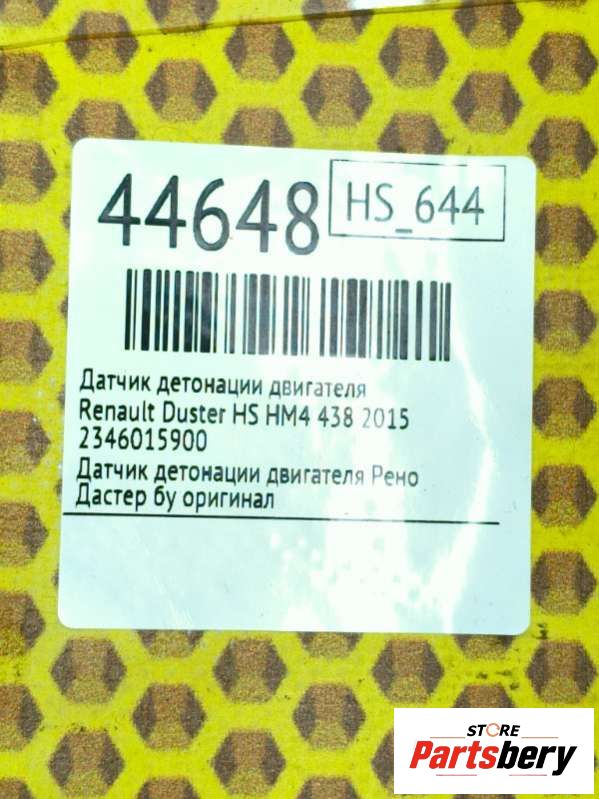 44648
HS_644
Датчик детонации двигателя
Renault Duster HS HM4 438 2015
2346015900
Датчик детонации двигателя Рено
Дастер бу оригинал
STORE
Partsbery